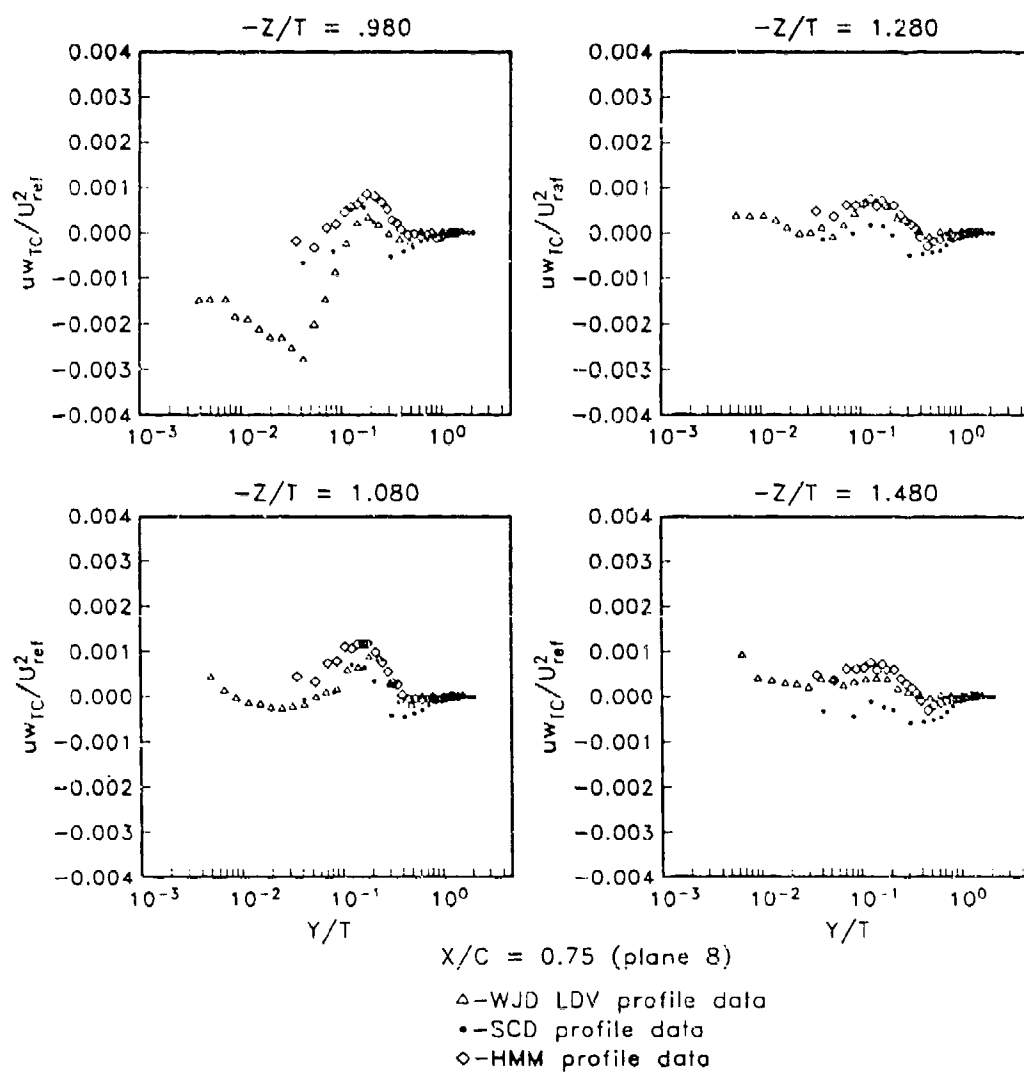 -Z/T = .980
0.004
0.003
0.002
0.001
0.000
-0.001
-0.002
-0.003
-0.004
uw_TC/U²_ref
10⁻³ 10⁻² 10⁻¹ 10⁰
-Z/T = 1.280
0.004
0.003
0.002
0.001
0.000
-0.001
-0.002
-0.003
-0.004
uw_TC/U²_ref
10⁻³ 10⁻² 10⁻¹ 10⁰
-Z/T = 1.080
0.004
0.003
0.002
0.001
0.000
-0.001
-0.002
-0.003
-0.004
uw_TC/U²_ref
10⁻³ 10⁻² 10⁻¹ 10⁰
Y/T
-Z/T = 1.480
0.004
0.003
0.002
0.001
0.000
-0.001
-0.002
-0.003
-0.004
uw_TC/U²_ref
10⁻³ 10⁻² 10⁻¹ 10⁰
Y/T
X/C = 0.75 (plane 8)
△-WJD LDV profile data
•-SCD profile data
◇-HMM profile data